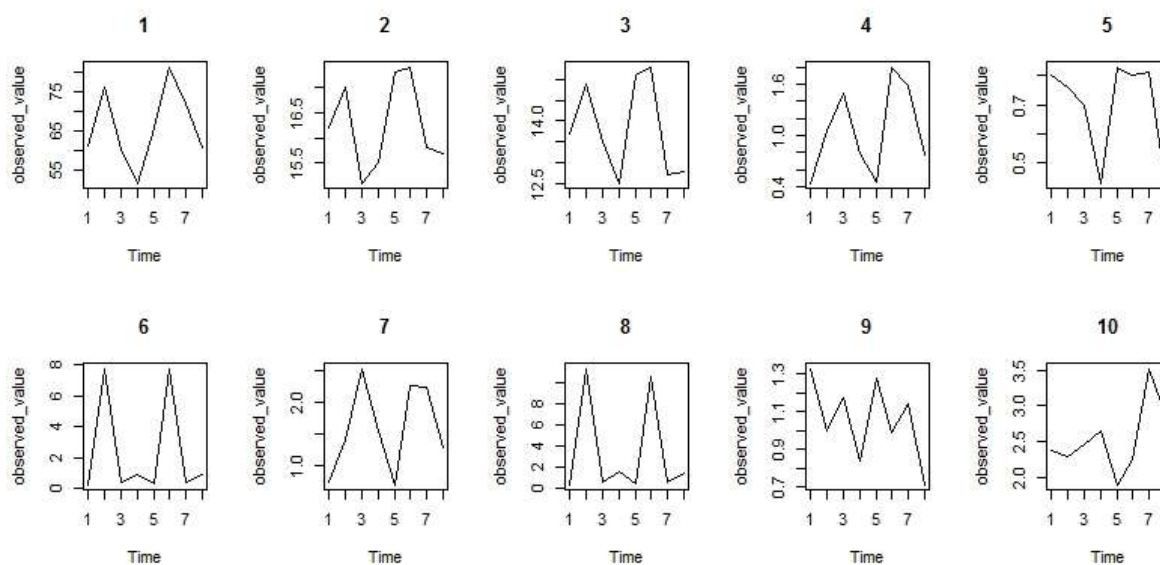 1
observed_value
55 65 75
1 3 5 7
Time
2
observed_value
15.5 16.5
1 3 5 7
Time
3
observed_value
12.5 14.0
1 3 5 7
Time
4
observed_value
0.4 1.0 1.6
1 3 5 7
Time
5
observed_value
0.5 0.7
1 3 5 7
Time
6
observed_value
0 2 4 6 8
1 3 5 7
Time
7
observed_value
1.0 2.0
1 3 5 7
Time
8
observed_value
0 2 4 6 8
1 3 5 7
Time
9
observed_value
0.7 0.9 1.1 1.3
1 3 5 7
Time
10
observed_value
2.0 2.5 3.0 3.5
1 3 5 7
Time